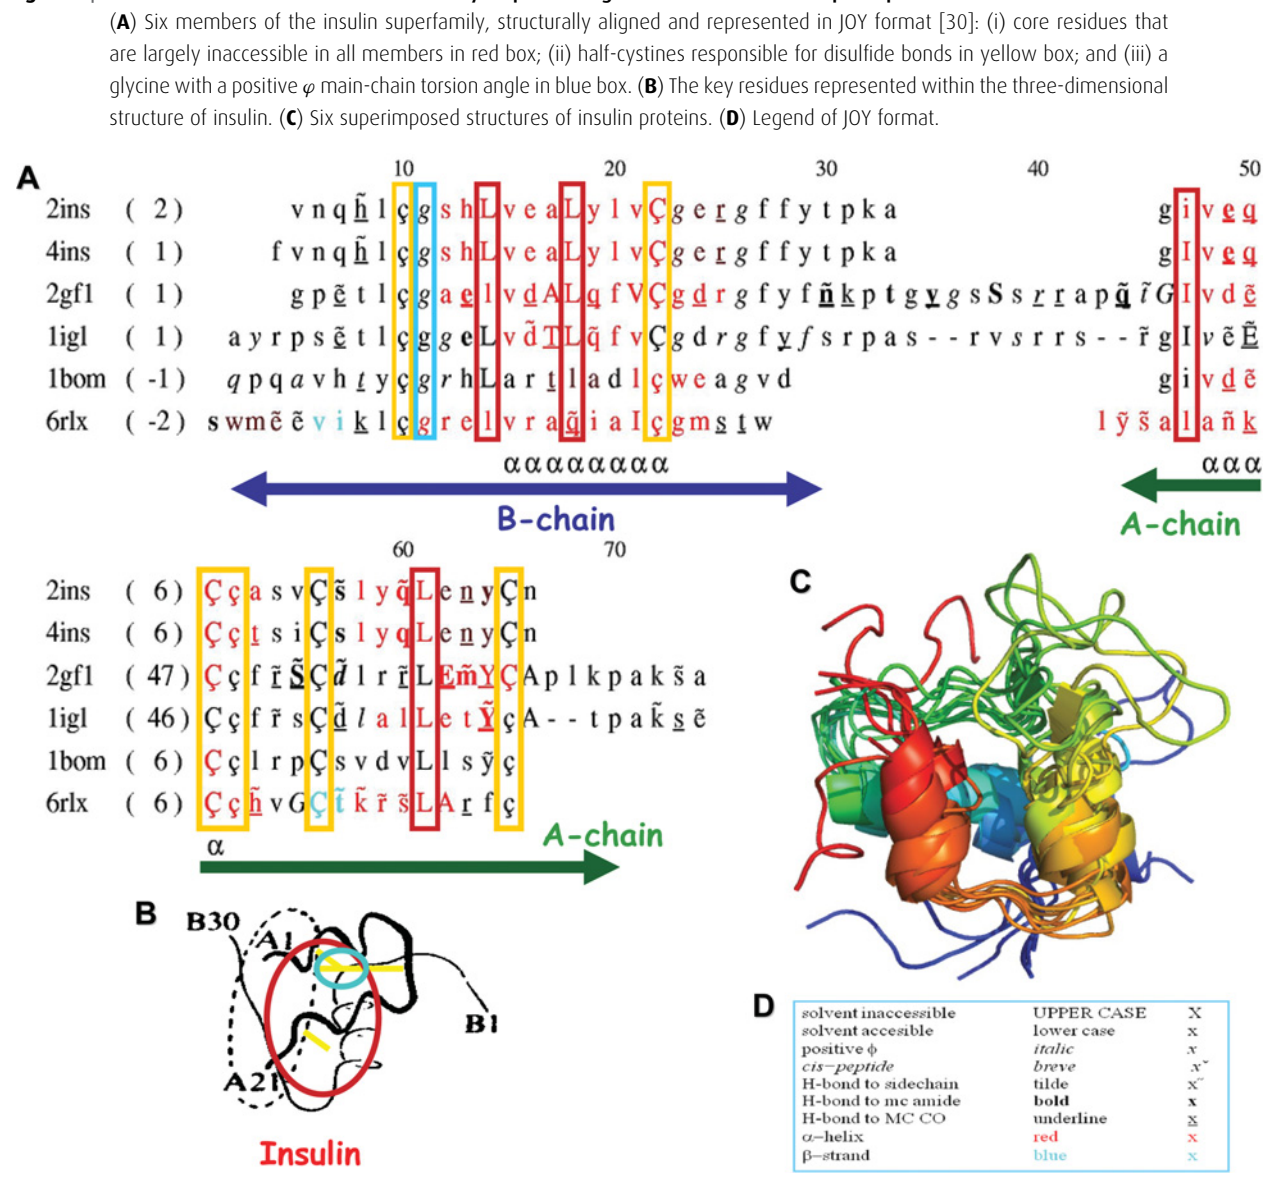 (A) Six members of the insulin superfamily, structurally aligned and represented in JOY format [30]: (i) core residues that
are largely inaccessible in all members in red box; (ii) half-cystines responsible for disulfide bonds in yellow box; and (iii) a
glycine with a positive φ main-chain torsion angle in blue box. (B) The key residues represented within the three-dimensional
structure of insulin. (C) Six superimposed structures of insulin proteins. (D) Legend of JOY format.
A
10 20 30 40 50
2ins ( 2) v n q h̃ l ç g s h L v e a L y l v Ç g e r g f f y t p k a g i v e q
4ins ( 1) f v n q h̃ l ç g s h L v e a L y l v Ç g e r g f f y t p k a g I v e q
2gf1 ( 1) g p ẽ t l ç g a e l v d A L q f V Ç g d r g f y f ñ k p t g y g s S s r r a p q̃ t̃ G I v d ẽ
1igl ( 1) a y r p s ẽ t l ç g g e L v d̃ T L q̃ f v Ç g d r g f y f s r p a s - - r v s r r s - - r̃ g I v ẽ Ẽ
1bom ( -1) q p q a v h t y ç g r h L a r t l a d l ç w e a g v d g i v d ẽ
6rlx ( -2) s w m ẽ ẽ v i k l ç g r e l v r a q̃ i a I ç g m s t w l ỹ s̃ a l a ñ k
α α α α α α α α α α α
B-chain
A-chain
60 70
2ins ( 6) Ç ç a s v Ç s̃ l y q̃ L e n y Ç n
4ins ( 6) Ç ç t s i Ç s l y q L e n y Ç n
2gf1 ( 47) Ç ç f r̃ S̃ Ç d̃ l r r̃ L E m̃ Y Ç A p l k p a k s̃ a
1igl ( 46) Ç ç f r̃ s Ç d̃ l a l L e t Ỹ ç A - - t p a k̃ s ẽ
1bom ( 6) Ç ç l r p Ç s v d v L l s ỹ ç
6rlx ( 6) Ç ç h̃ v G Ç t̃ k̃ r̃ s̃ L A r f ç
α
A-chain
C
B
B30
A1
B1
A21
Insulin
D
solvent inaccessible UPPER CASE X
solvent accesible lower case x
positive ϕ italic x
cis-peptide breve x˘
H-bond to sidechain tilde x˜
H-bond to mc amide bold x
H-bond to MC CO underline x
α-helix red x
β-strand blue x